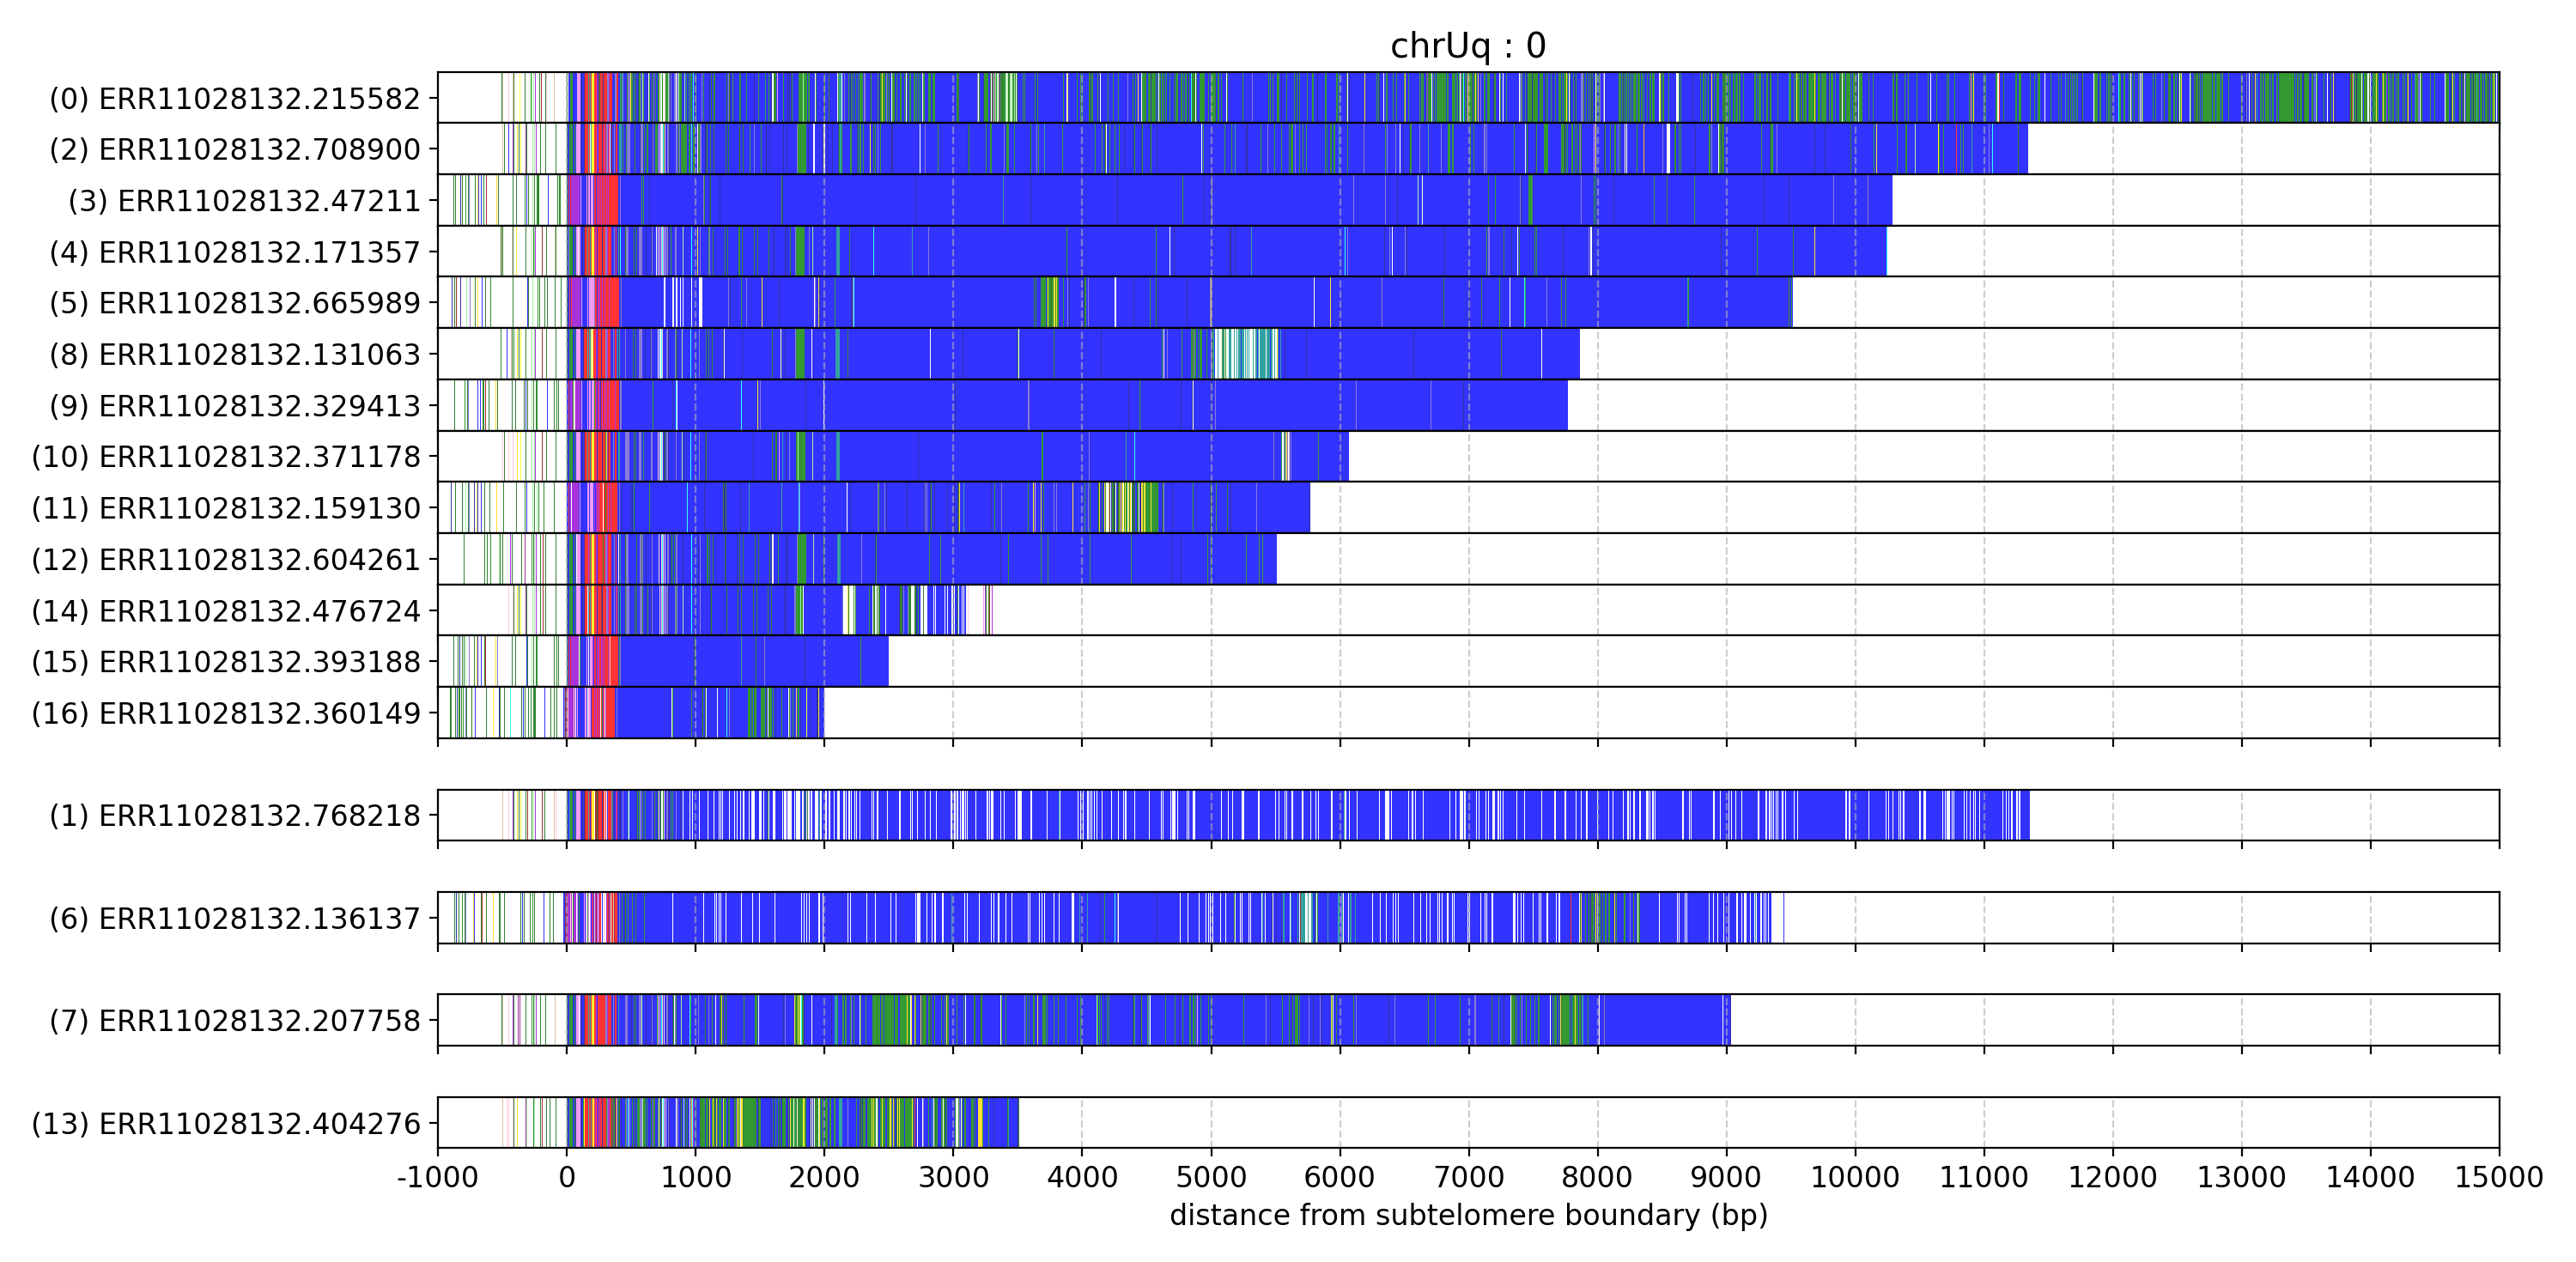 chrUq : 0
(0) ERR11028132.215582
(2) ERR11028132.708900
(3) ERR11028132.47211
(4) ERR11028132.171357
(5) ERR11028132.665989
(8) ERR11028132.131063
(9) ERR11028132.329413
(10) ERR11028132.371178
(11) ERR11028132.159130
(12) ERR11028132.604261
(14) ERR11028132.476724
(15) ERR11028132.393188
(16) ERR11028132.360149
(1) ERR11028132.768218
(6) ERR11028132.136137
(7) ERR11028132.207758
(13) ERR11028132.404276
-1000 0 1000 2000 3000 4000 5000 6000 7000 8000 9000 10000 11000 12000 13000 14000 15000
distance from subtelomere boundary (bp)